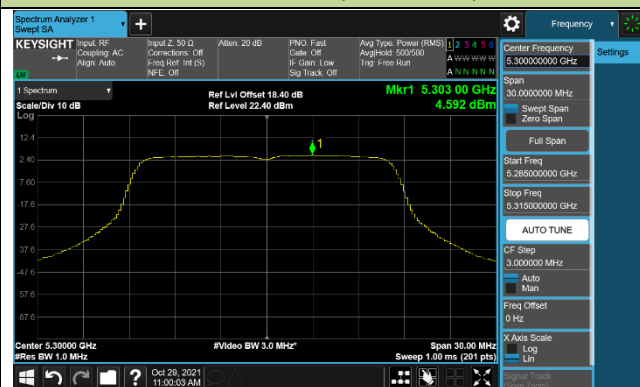 Spectrum Analyzer 1
Swept SA
Frequency
KEYSIGHT
Input: RF
Coupling: AC
Align: Auto
Input Z: 50 Ω
Corrections: Off
Freq Ref: Int (S)
NFE: Off
Atten: 20 dB
PNO: Fast
Gate: Off
IF Gain: Low
Sig Track: Off
Avg Type: Power (RMS)
Avg|Hold: 500/500
Trig: Free Run
1 2 3 4 5 6
A W W W W W
A N N N N N
LXI
1 Spectrum
Scale/Div 10 dB
Log
Ref Lvl Offset 18.40 dB
Ref Level 22.40 dBm
Mkr1 5.303 00 GHz
4.592 dBm
1
12.4
2.40
-7.60
-17.6
-27.6
-37.6
-47.6
-57.6
-67.6
Center 5.30000 GHz
#Res BW 1.0 MHz
#Video BW 3.0 MHz*
Span 30.00 MHz
Sweep 1.00 ms (201 pts)
Center Frequency
5.300000000 GHz
Settings
Span
30.0000000 MHz
Swept Span
Zero Span
Full Span
Start Freq
5.285000000 GHz
Stop Freq
5.315000000 GHz
AUTO TUNE
CF Step
3.000000 MHz
Auto
Man
Freq Offset
0 Hz
X Axis Scale
Log
Lin
Signal Track
(Span Zoom)
Oct 29, 2021
11:00:03 AM